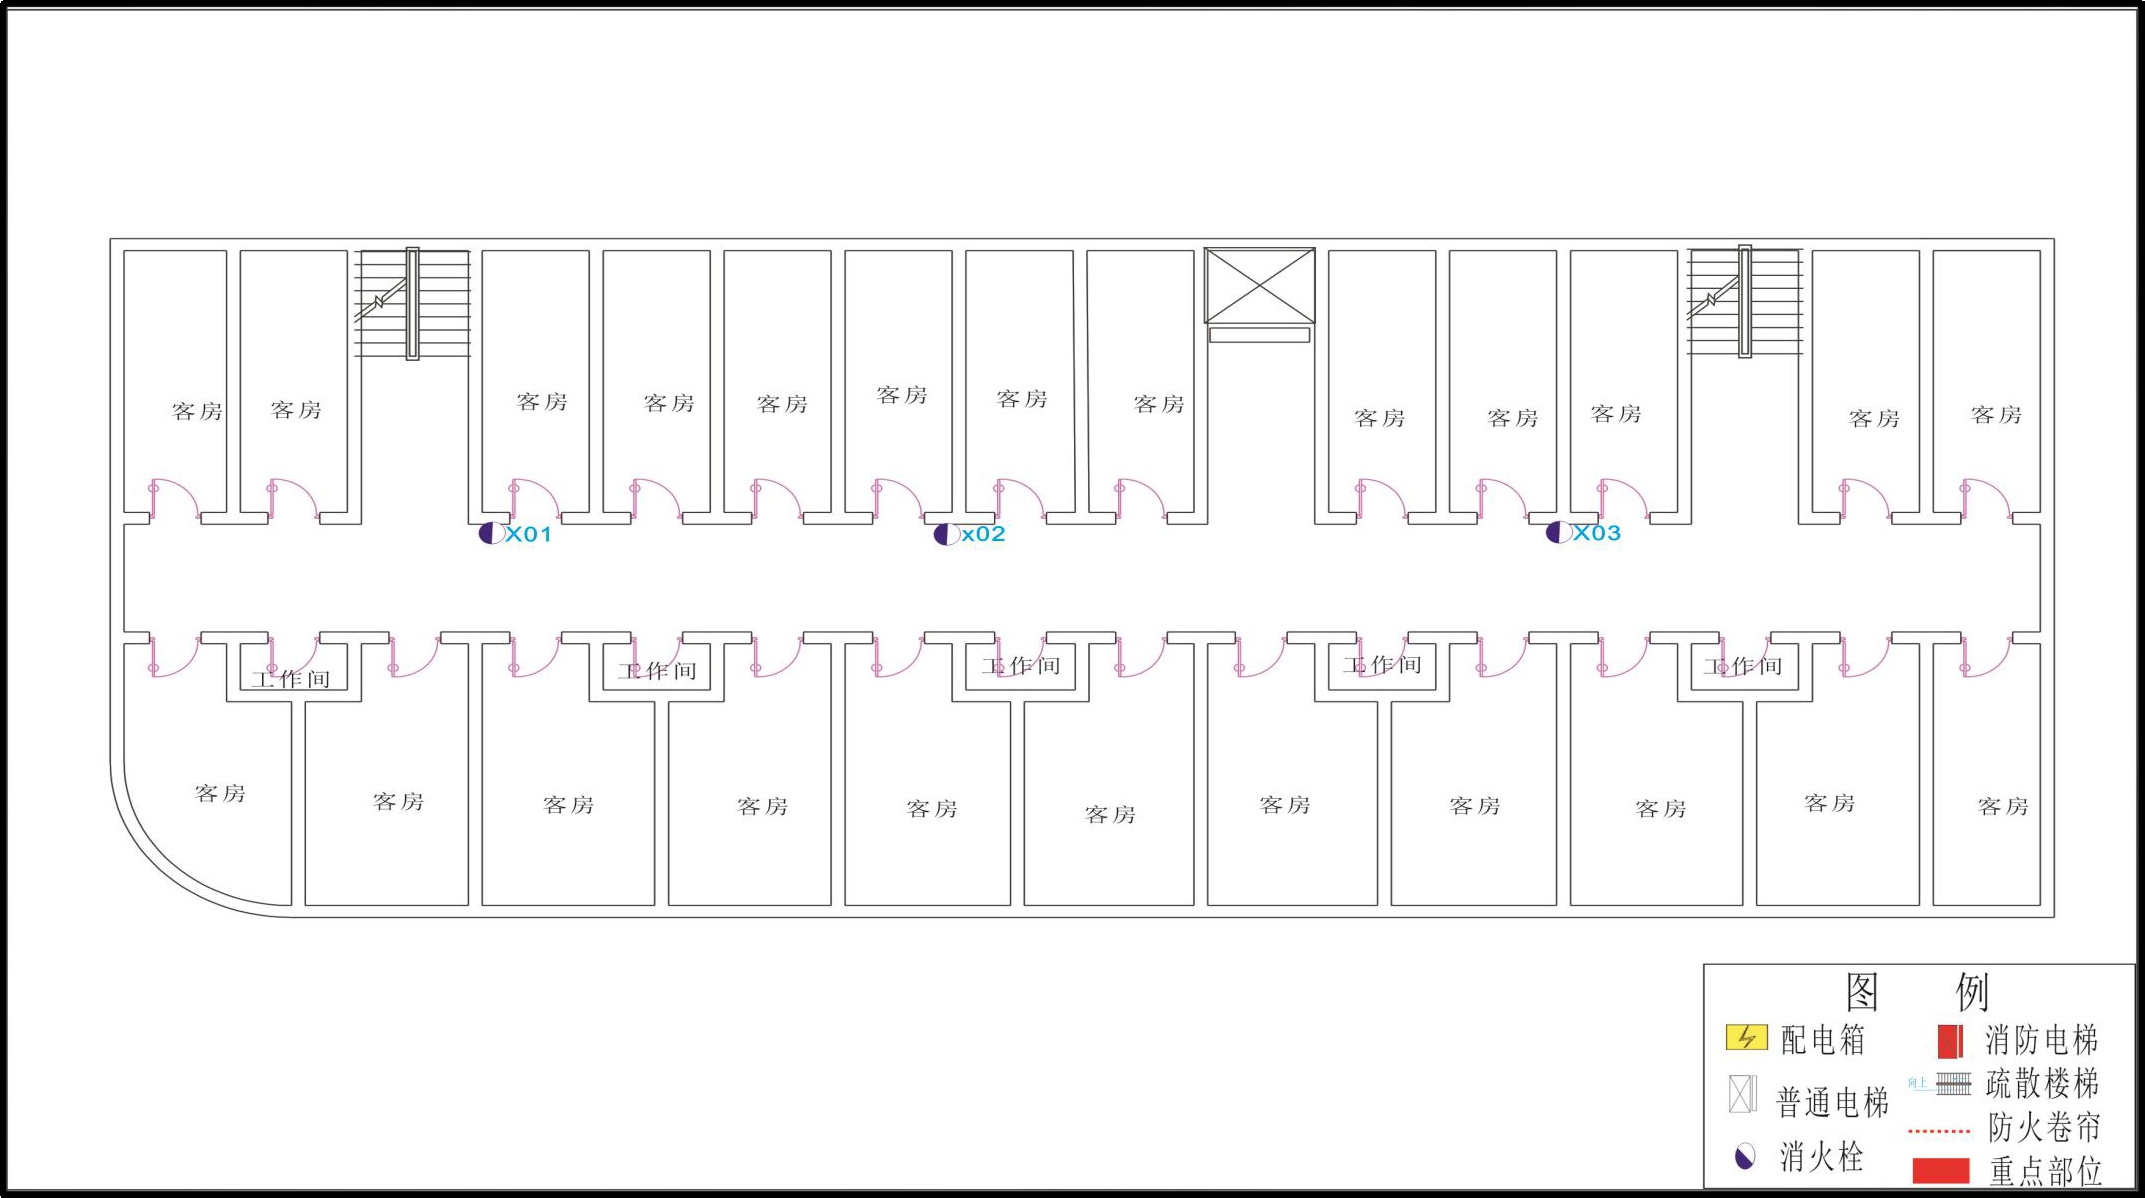 客房
客房
客房
客房
客房
客房
客房
客房
客房
客房
客房
客房
客房
X01
x02
X03
工作间
工作间
工作间
工作间
工作间
客房
客房
客房
客房
客房
客房
客房
客房
客房
客房
客房
图 例
配电箱
消防电梯
普通电梯
向上
疏散楼梯
防火卷帘
消火栓
重点部位